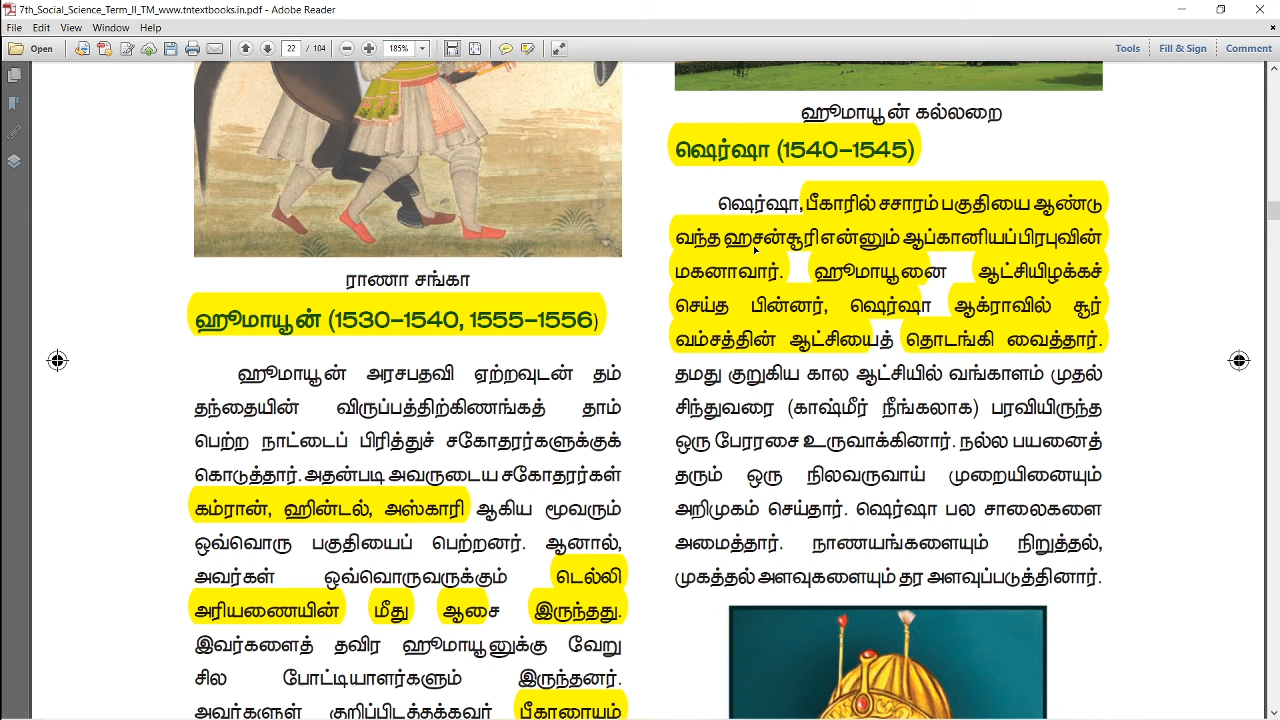 7th_Social_Science_Term_II_TM_www.tntextbooks.in.pdf - Adobe Reader
File Edit View Window Help
Open 22 / 104 185% Tools Fill & Sign Comment
ராணா சங்கா
ஹூமாயூன் (1530–1540, 1555–1556)
ஹூமாயூன் அரசபதவி ஏற்றவுடன் தம்
தந்தையின் விருப்பத்திற்கிணங்கத் தாம்
பெற்ற நாட்டைப் பிரித்துச் சகோதரர்களுக்குக்
கொடுத்தார். அதன்படி அவருடைய சகோதரர்கள்
கம்ரான், ஹின்டல், அஸ்காரி ஆகிய மூவரும்
ஒவ்வொரு பகுதியைப் பெற்றனர். ஆனால்,
அவர்கள் ஒவ்வொருவருக்கும் டெல்லி
அரியணையின் மீது ஆசை இருந்தது.
இவர்களைத் தவிர ஹூமாயூனுக்கு வேறு
சில போட்டியாளர்களும் இருந்தனர்.
அவர்களுள் குறிப்பிடத்தக்கவர் பீகாரையும்
ஹூமாயூன் கல்லறை
ஷெர்ஷா (1540–1545)
ஷெர்ஷா, பீகாரில் சசாரம் பகுதியை ஆண்டு
வந்த ஹசன்சூரி என்னும் ஆப்கானியப் பிரபுவின்
மகனாவார். ஹூமாயூனை ஆட்சியிழக்கச்
செய்த பின்னர், ஷெர்ஷா ஆக்ராவில் சூர்
வம்சத்தின் ஆட்சியைத் தொடங்கி வைத்தார்.
தமது குறுகிய கால ஆட்சியில் வங்காளம் முதல்
சிந்துவரை (காஷ்மீர் நீங்கலாக) பரவியிருந்த
ஒரு பேரரசை உருவாக்கினார். நல்ல பயனைத்
தரும் ஒரு நிலவருவாய் முறையினையும்
அறிமுகம் செய்தார். ஷெர்ஷா பல சாலைகளை
அமைத்தார். நாணயங்களையும் நிறுத்தல்,
முகத்தல் அளவுகளையும் தர அளவுப்படுத்தினார்.